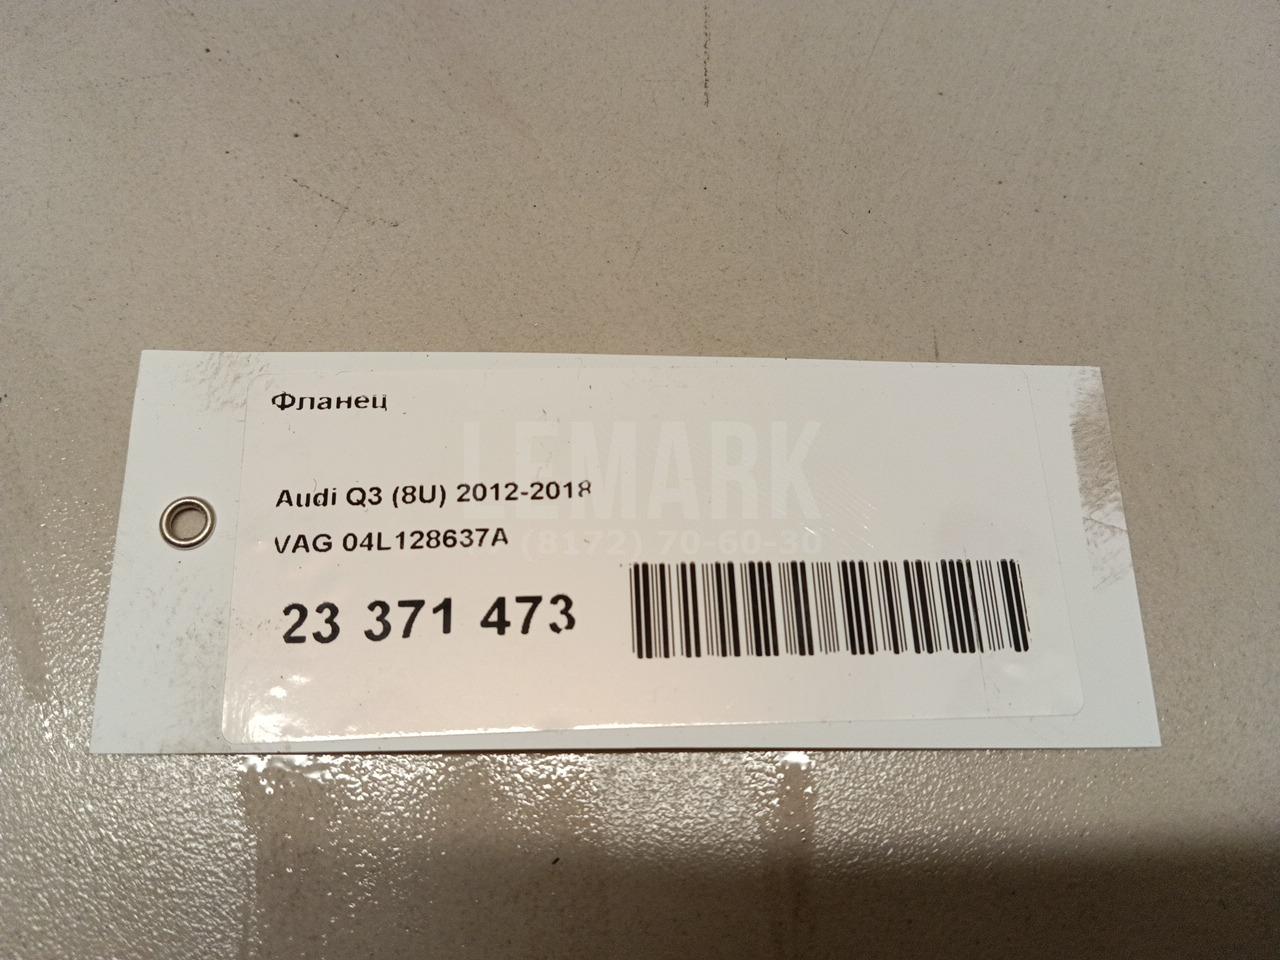 Фланец
LEMARK
Audi Q3 (8U) 2012-2018
VAG 04L128637A
(8172) 70-60-30
23 371 473